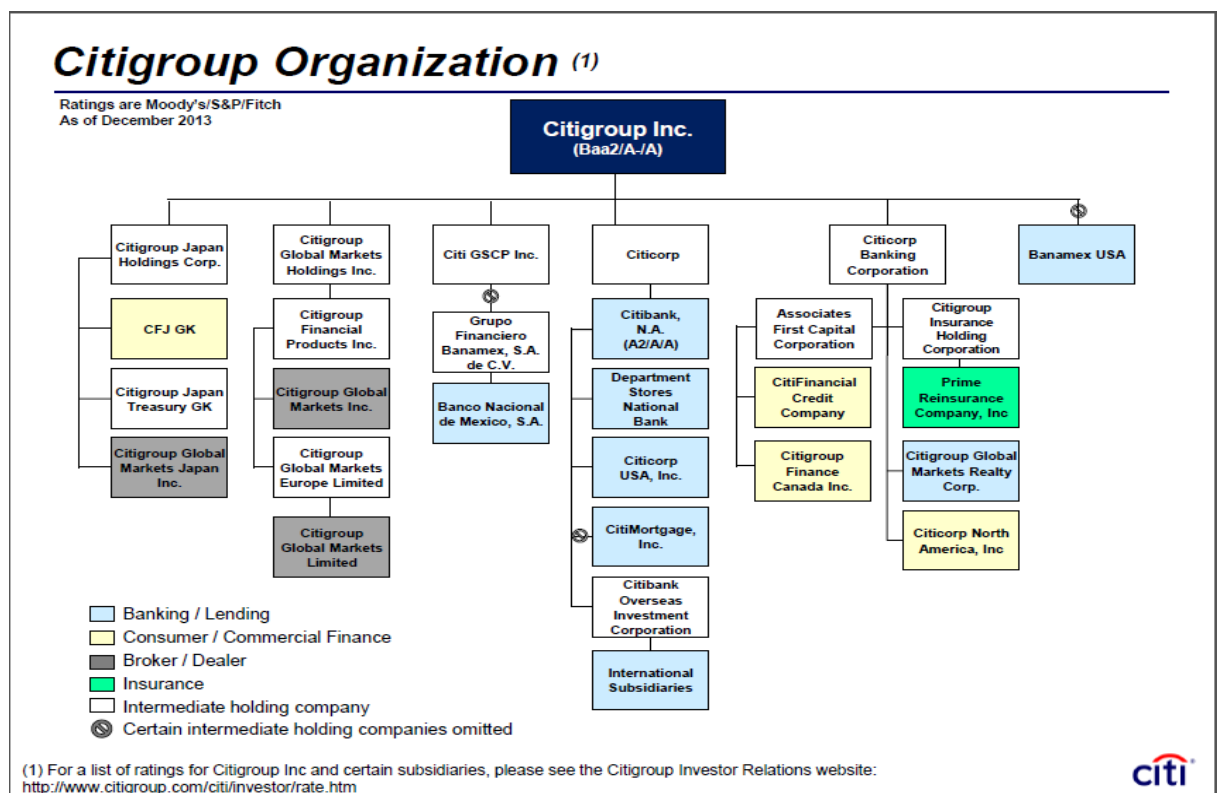 Citigroup Organization (1)
Ratings are Moody's/S&P/Fitch
As of December 2013
Citigroup Inc.
(Baa2/A-/A)
Citigroup Japan
Holdings Corp.
Citigroup
Global Markets
Holdings Inc.
Citi GSCP Inc.
Citicorp
Citicorp
Banking
Corporation
Banamex USA
CFJ GK
Citigroup Japan
Treasury GK
Citigroup Global
Markets Japan
Inc.
Citigroup
Financial
Products Inc.
Citigroup Global
Markets Inc.
Citigroup
Global Markets
Europe Limited
Citigroup
Global Markets
Limited
Grupo
Financiero
Banamex, S.A.
de C.V.
Banco Nacional
de Mexico, S.A.
Citibank,
N.A.
(A2/A/A)
Department
Stores
National
Bank
Citicorp
USA, Inc.
CitiMortgage,
Inc.
Citibank
Overseas
Investment
Corporation
International
Subsidiaries
Associates
First Capital
Corporation
CitiFinancial
Credit
Company
Citigroup
Finance
Canada Inc.
Citigroup
Insurance
Holding
Corporation
Prime
Reinsurance
Company, Inc
Citigroup Global
Markets Realty
Corp.
Citicorp North
America, Inc
Banking / Lending
Consumer / Commercial Finance
Broker / Dealer
Insurance
Intermediate holding company
Certain intermediate holding companies omitted
(1) For a list of ratings for Citigroup Inc and certain subsidiaries, please see the Citigroup Investor Relations website:
http://www.citigroup.com/citi/investor/rate.htm
citi